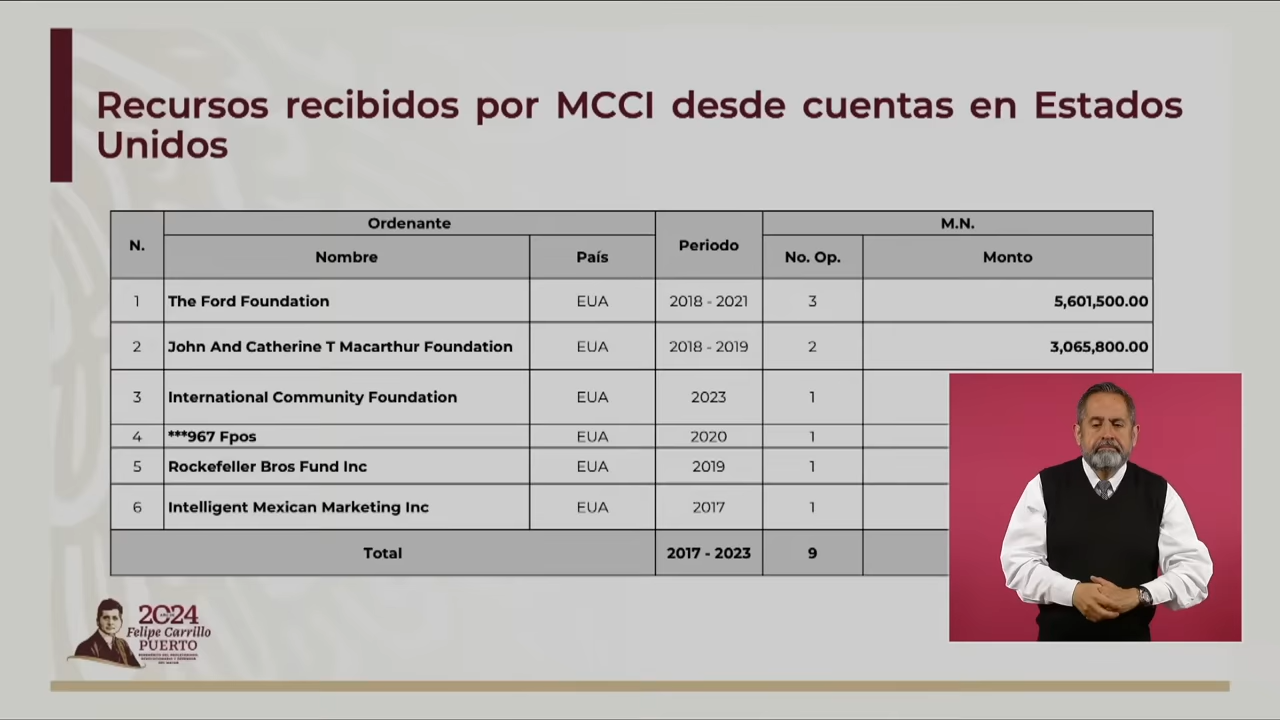 Recursos recibidos por MCCI desde cuentas en Estados
Unidos
N. Ordenante Periodo M.N.
Nombre País No. Op. Monto
1 The Ford Foundation EUA 2018 - 2021 3 5,601,500.00
2 John And Catherine T Macarthur Foundation EUA 2018 - 2019 2 3,065,800.00
3 International Community Foundation EUA 2023 1
4 ***967 Fpos EUA 2020 1
5 Rockefeller Bros Fund Inc EUA 2019 1
6 Intelligent Mexican Marketing Inc EUA 2017 1
Total 2017 - 2023 9
2024
Felipe Carrillo
PUERTO